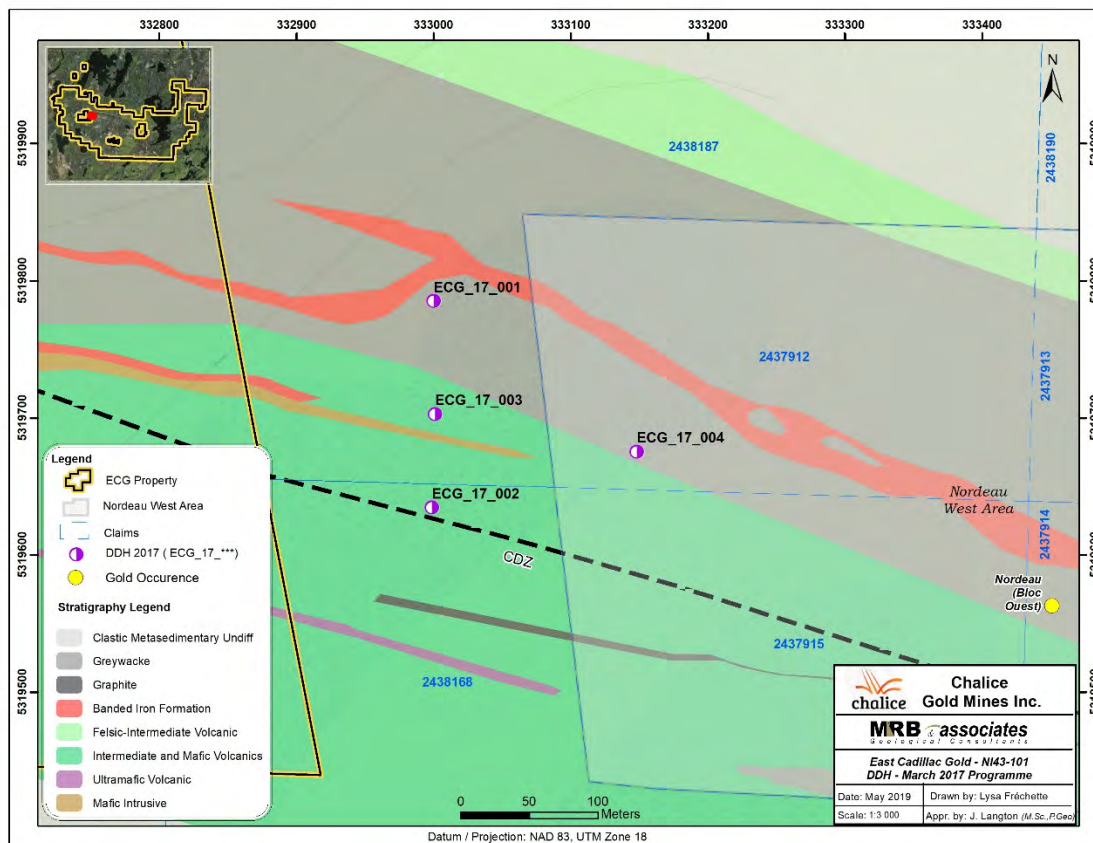 332800
332900
333000
333100
333200
333300
333400
N
5319900
5319800
5319700
5319500
2438187
2438190
ECG_17_001
2437912
2437913
ECG_17_003
ECG_17_004
ECG_17_002
Nordeau
West Area
2437914
CDZ
Nordeau
(Bloc
Ouest)
2437915
2438168
Legend
ECG Property
Nordeau West Area
Claims
DDH 2017 ( ECG_17_***)
Gold Occurence
Stratigraphy Legend
Clastic Metasedimentary Undiff
Greywacke
Graphite
Banded Iron Formation
Felsic-Intermediate Volcanic
Intermediate and Mafic Volcanics
Ultramafic Volcanic
Mafic Intrusive
0 50 100
Meters
chalice
Chalice
Gold Mines Inc.
MRB & associates
Geological Consultants
East Cadillac Gold - NI43-101
DDH - March 2017 Programme
Date: May 2019
Drawn by: Lysa Fréchette
Scale: 1:3 000
Appr. by: J. Langton (M.Sc.,P.Geo)
5319900
5319800
5319700
5319600
Datum / Projection: NAD 83, UTM Zone 18